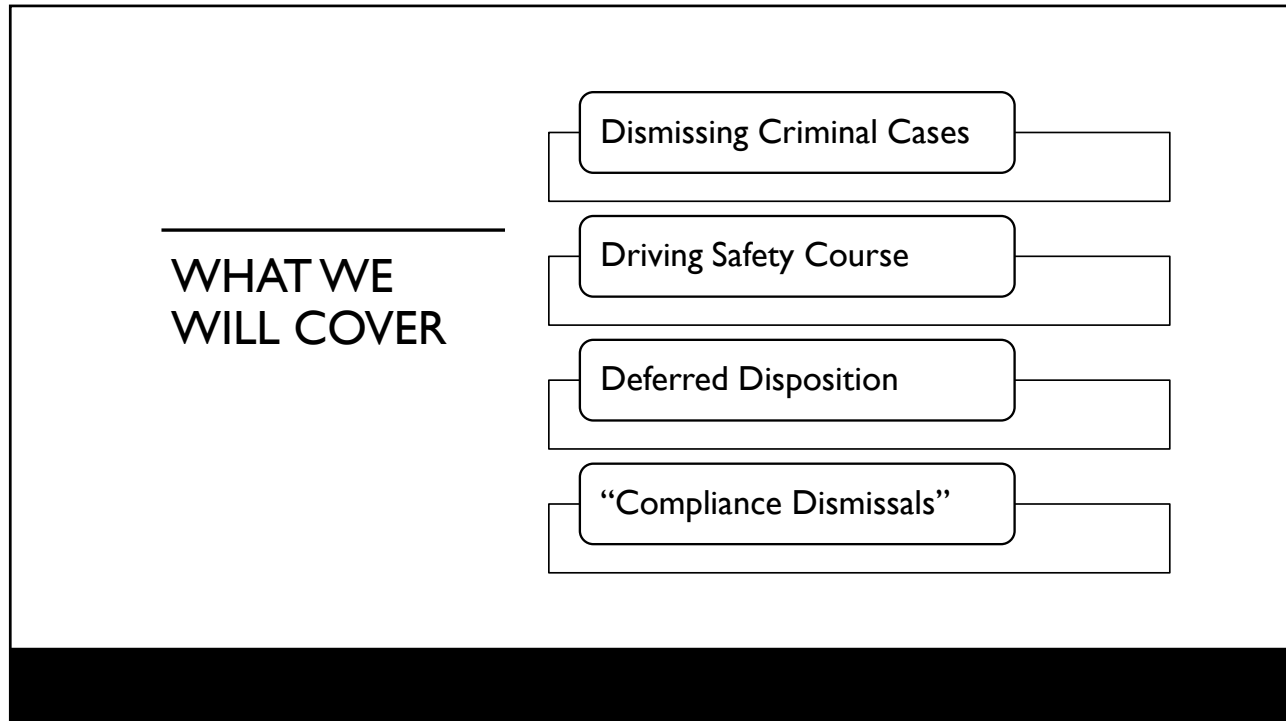 WHAT WE
WILL COVER
Dismissing Criminal Cases
Driving Safety Course
Deferred Disposition
“Compliance Dismissals”